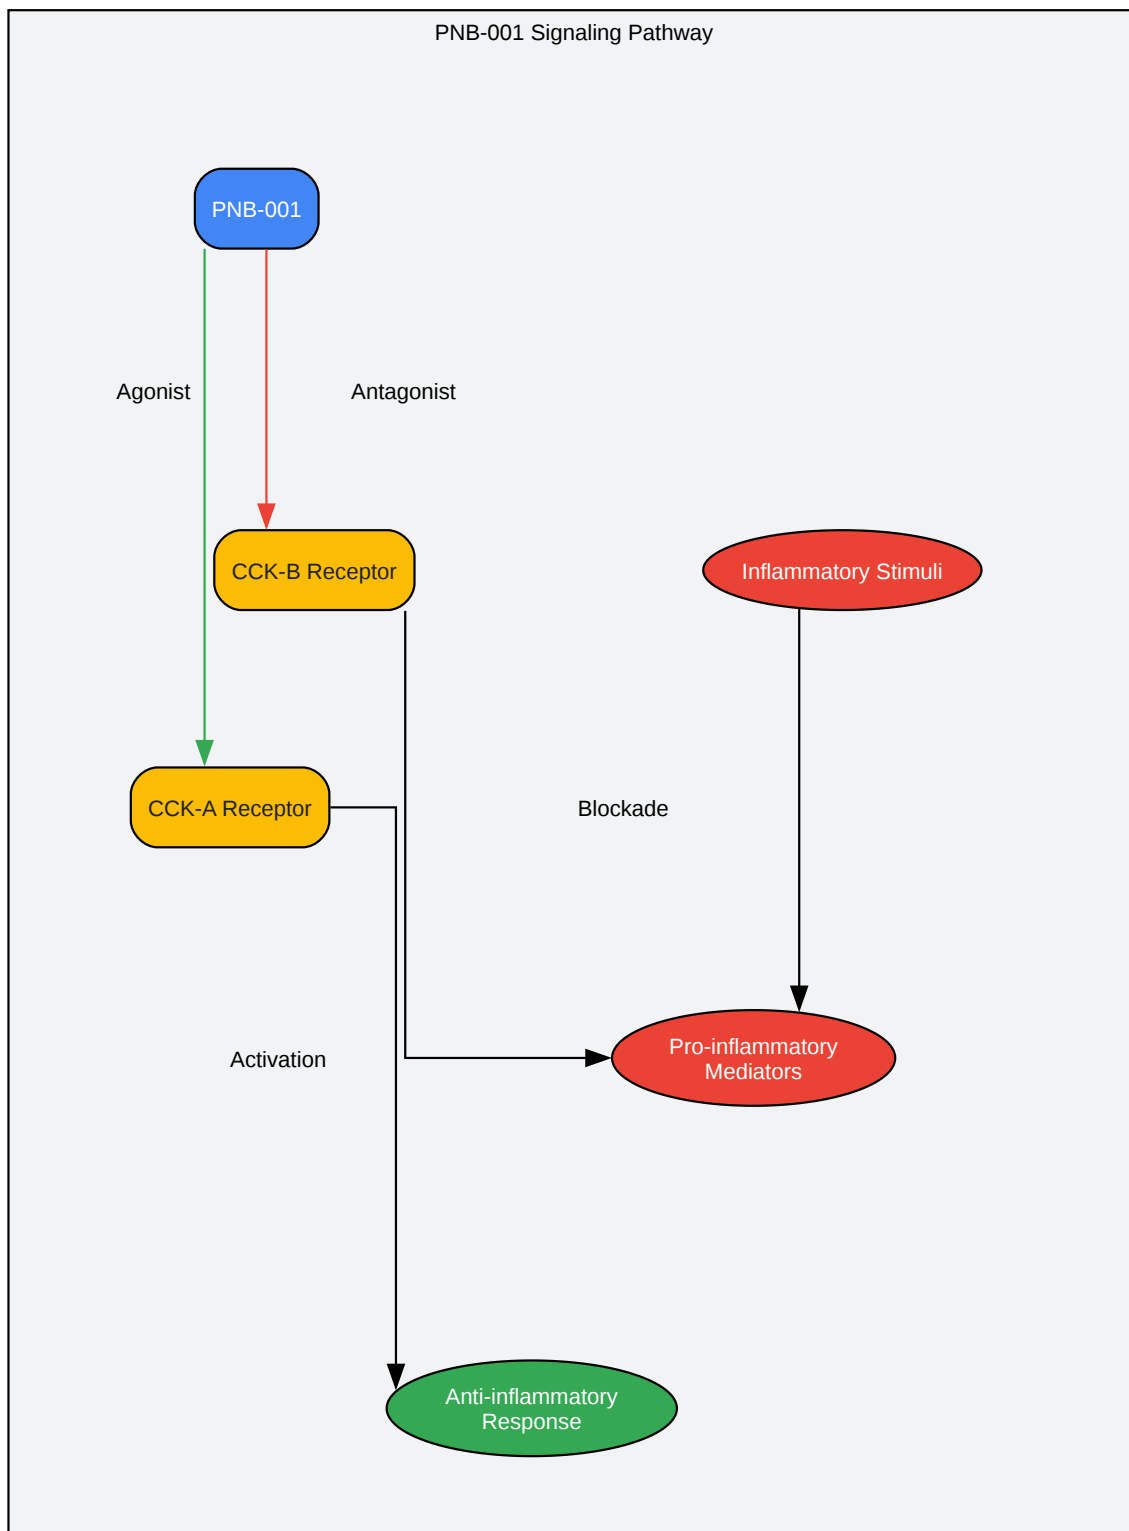 PNB-001 Signaling Pathway
PNB-001
Agonist
Antagonist
CCK-B Receptor
Inflammatory Stimuli
CCK-A Receptor
Blockade
Pro-inflammatory
Mediators
Activation
Anti-inflammatory
Response